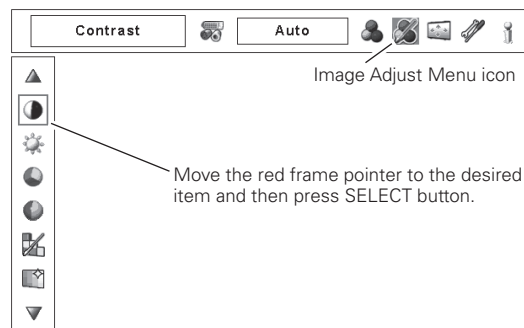 Contrast
Auto
Image Adjust Menu icon
Move the red frame pointer to the desired
item and then press SELECT button.